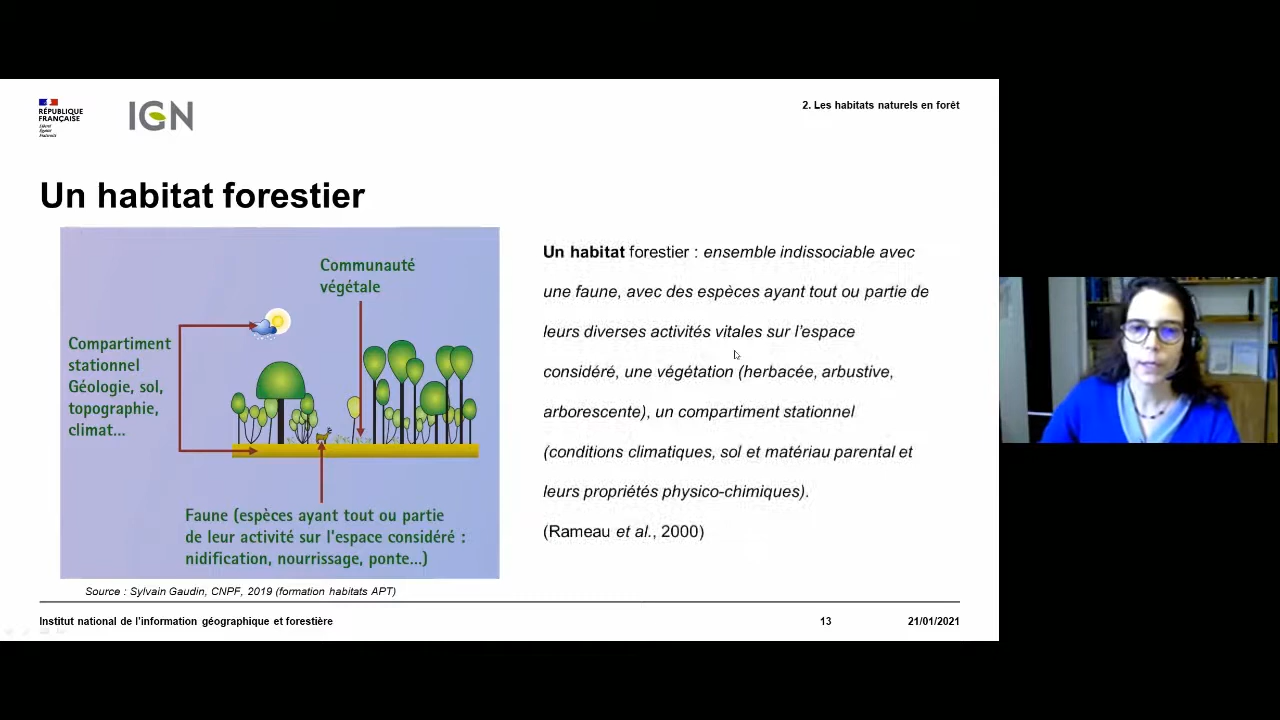 RÉPUBLIQUE
FRANÇAISE
Liberté
Égalité
Fraternité
IGN
2. Les habitats naturels en forêt
Un habitat forestier
Communauté
végétale
Compartiment
stationnel
Géologie, sol,
topographie,
climat...
Faune (espèces ayant tout ou partie
de leur activité sur l'espace considéré :
nidification, nourrissage, ponte...)
Source : Sylvain Gaudin, CNPF, 2019 (formation habitats APT)
Un habitat forestier : ensemble indissociable avec
une faune, avec des espèces ayant tout ou partie de
leurs diverses activités vitales sur l'espace
considéré, une végétation (herbacée, arbustive,
arborescente), un compartiment stationnel
(conditions climatiques, sol et matériau parental et
leurs propriétés physico-chimiques).
(Rameau et al., 2000)
Institut national de l'information géographique et forestière
13
21/01/2021